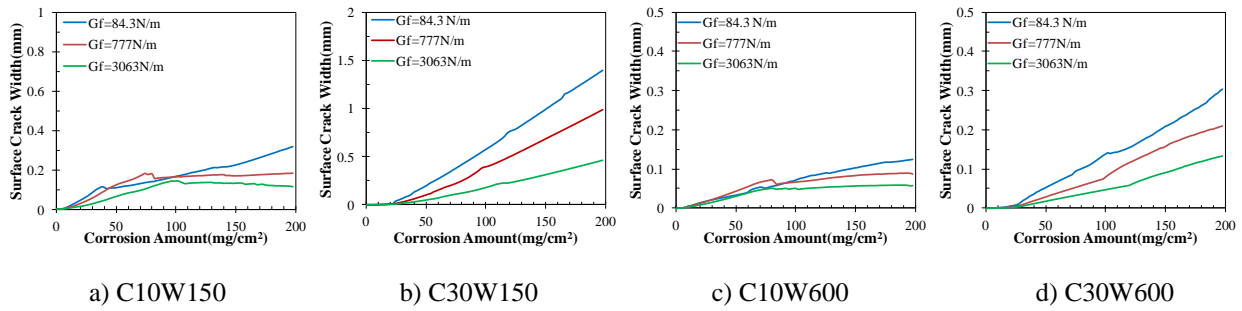 Surface Crack Width(mm)
1
0.8
0.6
0.4
0.2
0
Gf=84.3N/m
Gf=777N/m
Gf=3063N/m
0 50 100 150 200
Corrosion Amount(mg/cm²)
a) C10W150
Surface Crack Width(mm)
2
1.5
1
0.5
0
Gf=84.3N/m
Gf=777N/m
Gf=3063N/m
0 50 100 150 200
Corrosion Amount(mg/cm²)
b) C30W150
Surface Crack Width(mm)
0.5
0.4
0.3
0.2
0.1
0
Gf=84.3N/m
Gf=777N/m
Gf=3063N/m
0 50 100 150 200
Corrosion Amount(mg/cm²)
c) C10W600
Surface Crack Width(mm)
0.5
0.4
0.3
0.2
0.1
0
Gf=84.3 N/m
Gf=777N/m
Gf=3063N/m
0 50 100 150 200
Corrosion Amount(mg/cm²)
d) C30W600